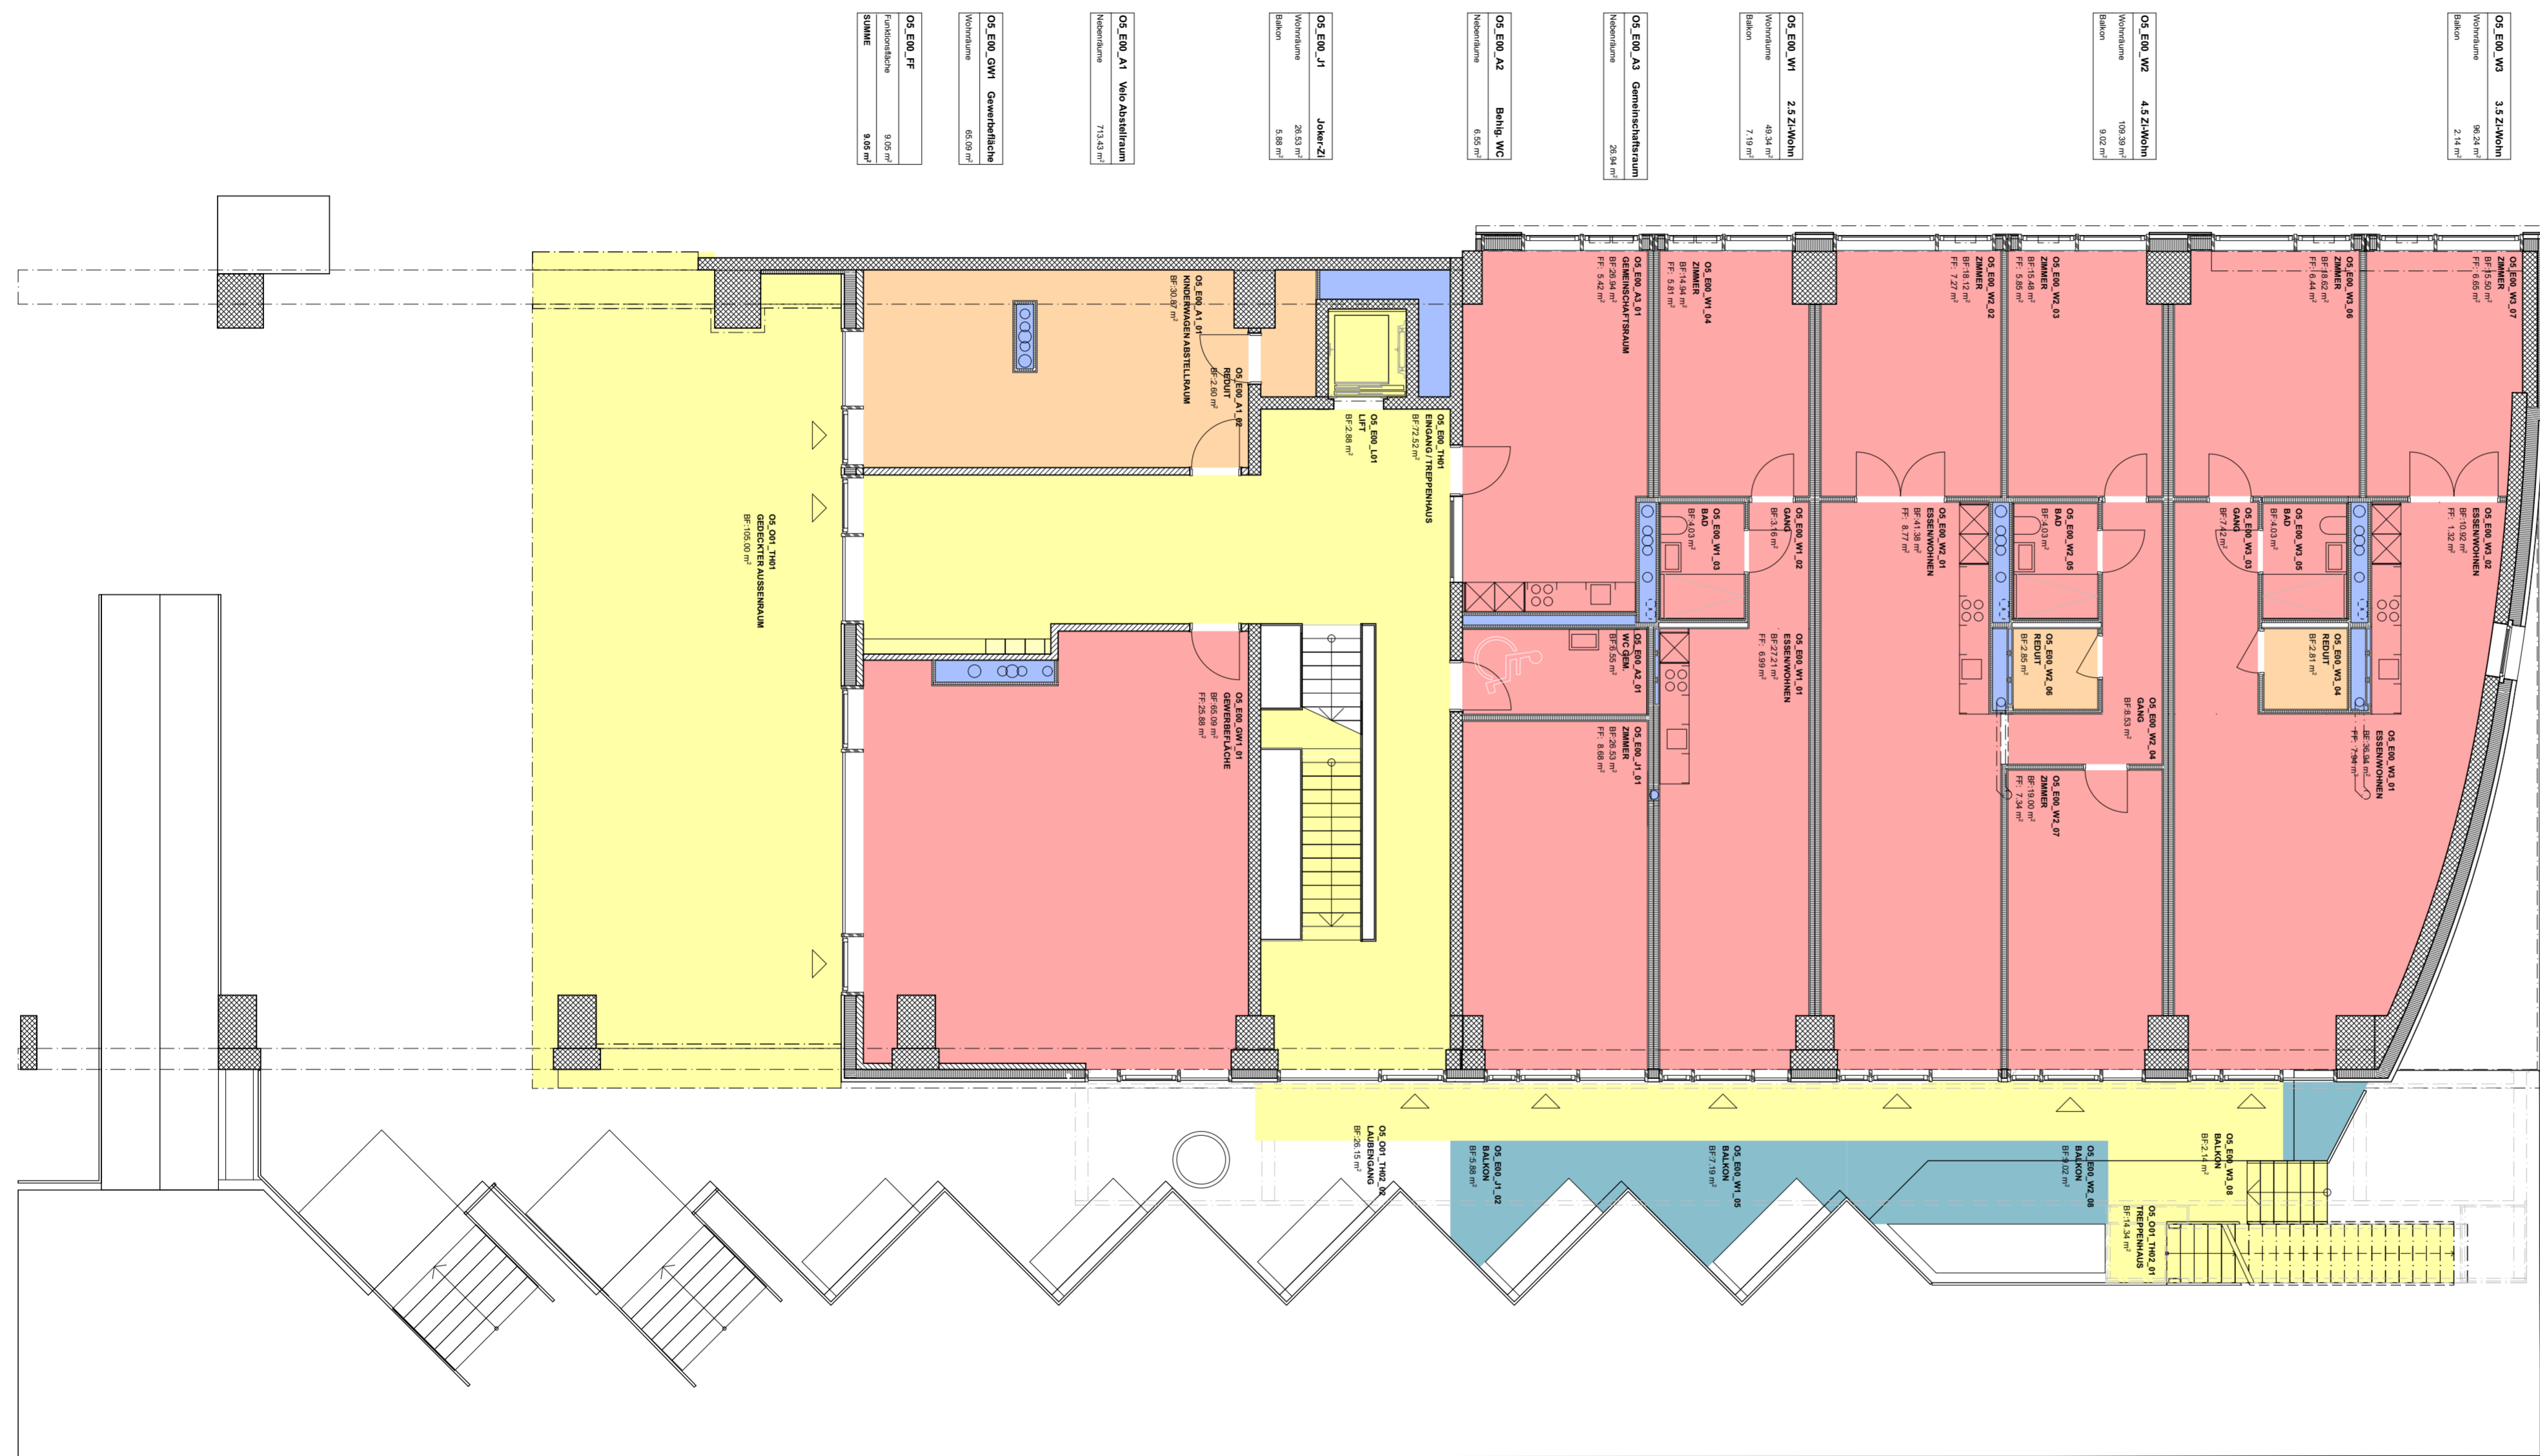 O5_E00_W3 3.5 Zi-Wohn
Wohnräume 96.24 m²
Balkon 2.14 m²
O5_E00_W2 4.5 Zi-Wohn
Wohnräume 109.39 m²
Balkon 9.02 m²
O5_E00_W1 2.5 Zi-Wohn
Wohnräume 49.34 m²
Balkon 7.19 m²
O5_E00_A3 Gemeinschaftsraum
Nebenräume 26.94 m²
O5_E00_A2 Behig. WC
Nebenräume 6.55 m²
O5_E00_J1 Joker-Zi
Wohnräume 26.53 m²
Balkon 5.88 m²
O5_E00_A1 Velo Abstellraum
Nebenräume 713.43 m²
O5_E00_GW1 Gewerbefläche
Wohnräume 65.09 m²
O5_E00_FF
Funktionsfläche 9.05 m²
SUMME 9.05 m²
O5_E00_W3_07
ZIMMER
BF:15.50 m²
FF: 6.65 m²
O5_E00_W3_06
ZIMMER
BF:18.62 m²
FF: 6.44 m²
O5_E00_W2_03
ZIMMER
BF:15.48 m²
FF: 5.85 m²
O5_E00_W2_02
ZIMMER
BF:18.12 m²
FF: 7.27 m²
O5_E00_W1_04
ZIMMER
BF:14.94 m²
FF: 5.81 m²
O5_E00_A3_01
GEMEINSCHAFTSRAUM
BF:26.94 m²
FF: 5.42 m²
O5_E00_A1_01
KINDERWAGEN ABSTELLRAUM
BF:30.87 m²
O5_E00_A1_02
REDUIT
BF:2.60 m²
O5_E00_TH01
EINGANG / TREPPENHAUS
BF:72.52 m²
O5_E00_L01
LIFT
BF:2.88 m²
O5_E00_W3_02
ESSEN/WOHNEN
BF:10.92 m²
FF: 1.32 m²
O5_E00_W3_05
BAD
BF:4.03 m²
O5_E00_W3_03
GANG
BF:7.42 m²
O5_E00_W2_05
BAD
BF:4.03 m²
O5_E00_W2_01
ESSEN/WOHNEN
BF:41.38 m²
FF: 8.77 m²
O5_E00_W1_02
GANG
BF:3.16 m²
O5_E00_W1_03
BAD
BF:4.03 m²
O5_O01_TH01
GEDECKTER AUSSENRAUM
BF:105.00 m²
O5_E00_W3_04
REDUIT
BF:2.81 m²
O5_E00_W2_06
REDUIT
BF:2.85 m²
O5_E00_W1_01
ESSEN/WOHNEN
BF:27.21 m²
FF: 6.99 m²
O5_E00_A2_01
WC GEM.
BF:6.55 m²
O5_E00_W2_04
GANG
BF:8.53 m²
O5_E00_W3_01
ESSEN/WOHNEN
BF:36.94 m²
FF: 7.94 m²
O5_E00_J1_01
ZIMMER
BF:26.53 m²
FF: 8.68 m²
O5_E00_GW1_01
GEWERBEFLÄCHE
BF:65.09 m²
FF:25.88 m²
O5_E00_W2_07
ZIMMER
BF:19.00 m²
FF: 7.34 m²
O5_E00_W3_08
BALKON
BF:2.14 m²
O5_E00_W2_08
BALKON
BF:9.02 m²
O5_E00_W1_05
BALKON
BF:7.19 m²
O5_E00_J1_02
BALKON
BF:5.88 m²
O5_O01_TH02_02
LAUBENGANG
BF:26.15 m²
O5_O01_TH02_01
TREPPENHAUS
BF:14.34 m²